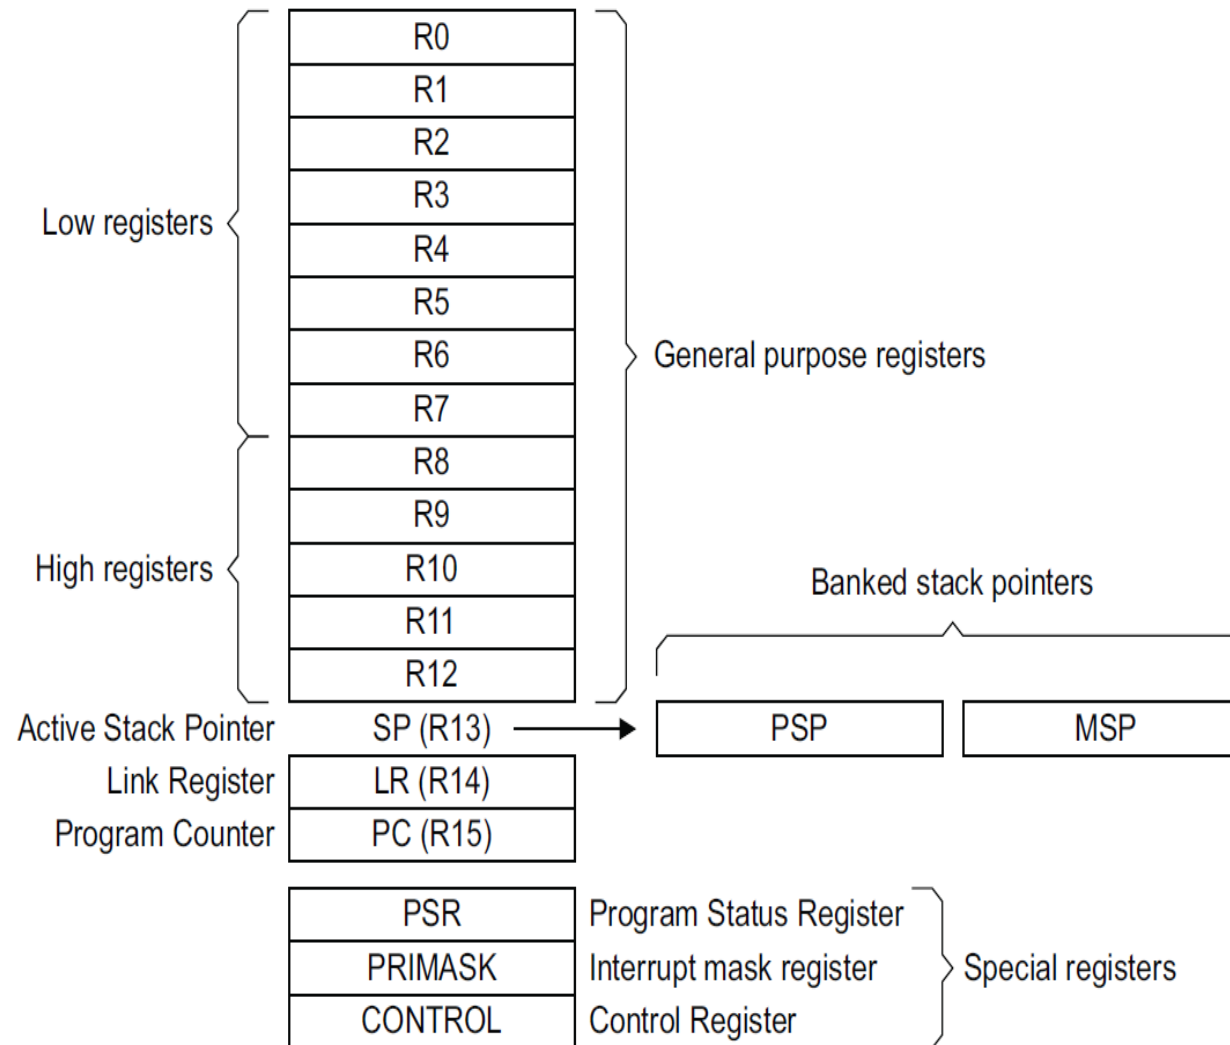 R0
R1
R2
R3
Low registers
R4
R5
R6
General purpose registers
R7
R8
R9
High registers
R10
Banked stack pointers
R11
R12
Active Stack Pointer SP (R13) PSP MSP
Link Register LR (R14)
Program Counter PC (R15)
PSR Program Status Register
PRIMASK Interrupt mask register Special registers
CONTROL Control Register